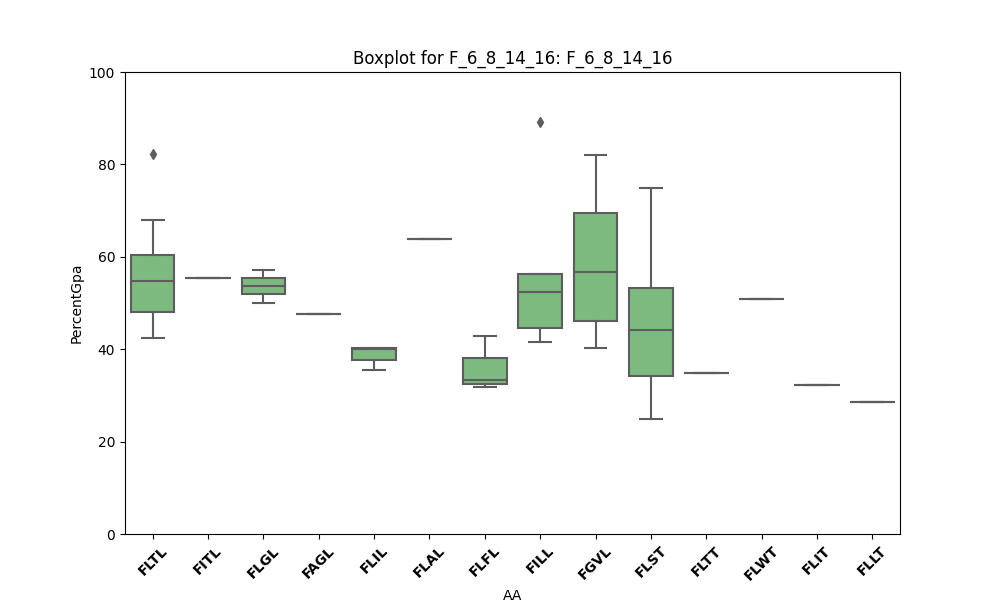 Boxplot for F_6_8_14_16: F_6_8_14_16
100
80
60
40
20
0
PercentGpa
FLTL
FITL
FLGL
FAGL
FLIL
FLAL
FLFL
FILL
FGVL
FLST
FLTT
FLWT
FLIT
FLLT
AA